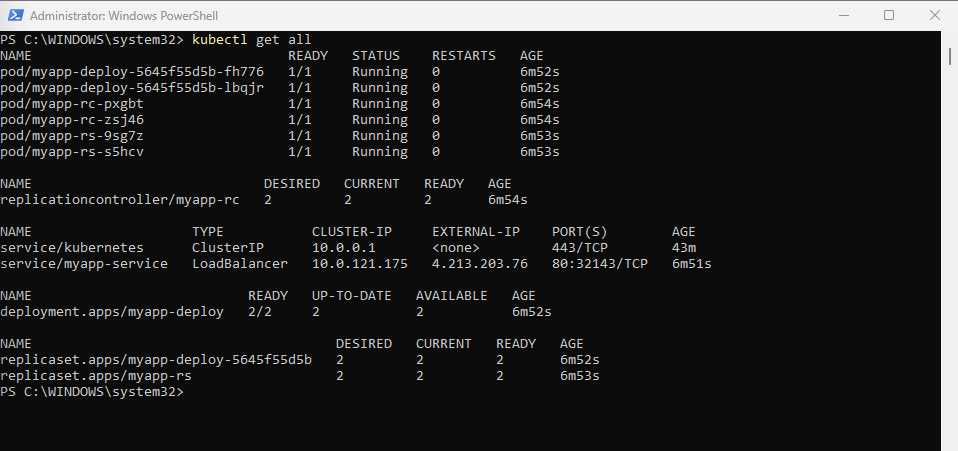 Administrator: Windows PowerShell
PS C:\WINDOWS\system32> kubectl get all
NAME READY STATUS RESTARTS AGE
pod/myapp-deploy-5645f55d5b-fh776 1/1 Running 0 6m52s
pod/myapp-deploy-5645f55d5b-lbqjr 1/1 Running 0 6m52s
pod/myapp-rc-pxgbt 1/1 Running 0 6m54s
pod/myapp-rc-zsj46 1/1 Running 0 6m54s
pod/myapp-rs-9sg7z 1/1 Running 0 6m53s
pod/myapp-rs-s5hcv 1/1 Running 0 6m53s
NAME DESIRED CURRENT READY AGE
replicationcontroller/myapp-rc 2 2 2 6m54s
NAME TYPE CLUSTER-IP EXTERNAL-IP PORT(S) AGE
service/kubernetes ClusterIP 10.0.0.1 <none> 443/TCP 43m
service/myapp-service LoadBalancer 10.0.121.175 4.213.203.76 80:32143/TCP 6m51s
NAME READY UP-TO-DATE AVAILABLE AGE
deployment.apps/myapp-deploy 2/2 2 2 6m52s
NAME DESIRED CURRENT READY AGE
replicaset.apps/myapp-deploy-5645f55d5b 2 2 2 6m52s
replicaset.apps/myapp-rs 2 2 2 6m53s
PS C:\WINDOWS\system32>